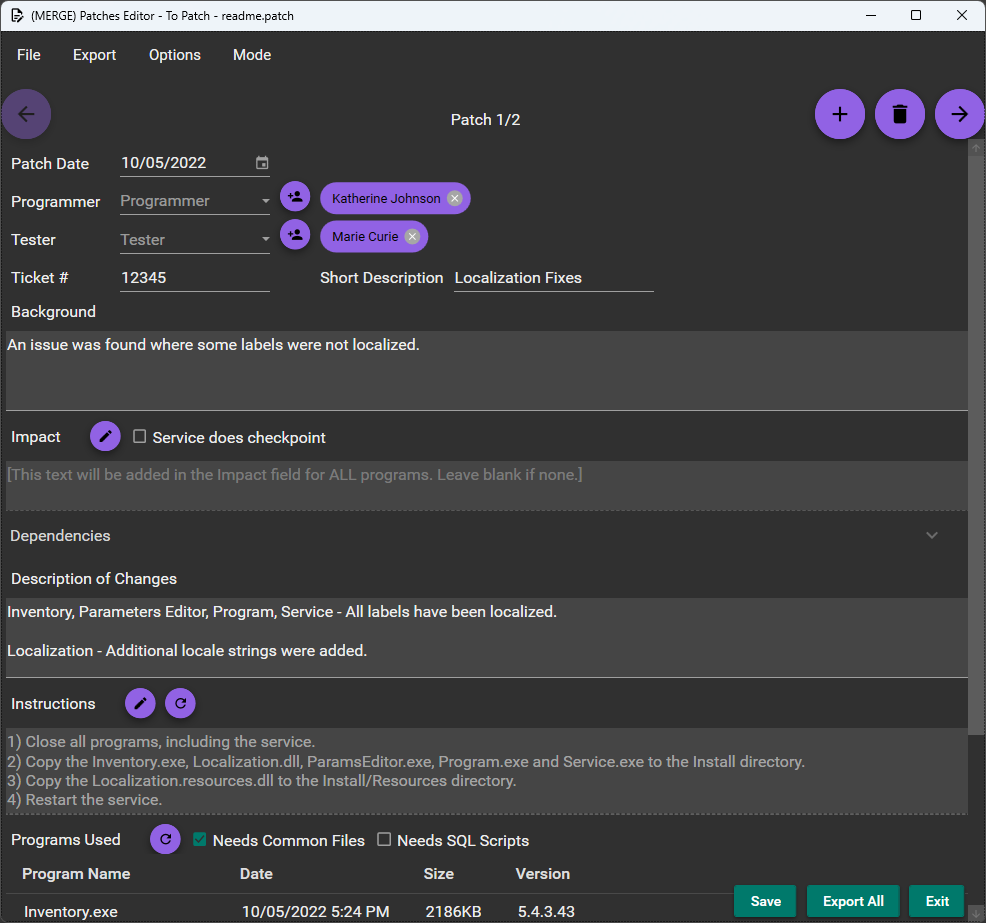 (MERGE) Patches Editor - To Patch - readme.patch
File Export Options Mode
Patch 1/2
Patch Date 10/05/2022
Programmer Programmer Katherine Johnson
Tester Tester Marie Curie
Ticket # 12345 Short Description Localization Fixes
Background
An issue was found where some labels were not localized.
Impact Service does checkpoint
[This text will be added in the Impact field for ALL programs. Leave blank if none.]
Dependencies
Description of Changes
Inventory, Parameters Editor, Program, Service - All labels have been localized.
Localization - Additional locale strings were added.
Instructions
1) Close all programs, including the service.
2) Copy the Inventory.exe, Localization.dll, ParamsEditor.exe, Program.exe and Service.exe to the Install directory.
3) Copy the Localization.resources.dll to the Install/Resources directory.
4) Restart the service.
Programs Used Needs Common Files Needs SQL Scripts
Program Name Date Size Version
Inventory.exe 10/05/2022 5:24 PM 2186KB 5.4.3.43
Save Export All Exit